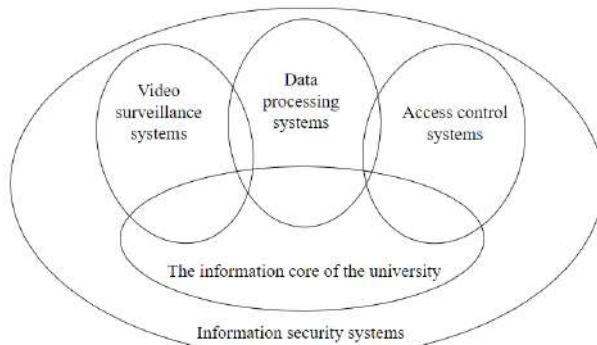 Video
surveillance
systems
Data
processing
systems
Access control
systems
The information core of the university
Information security systems